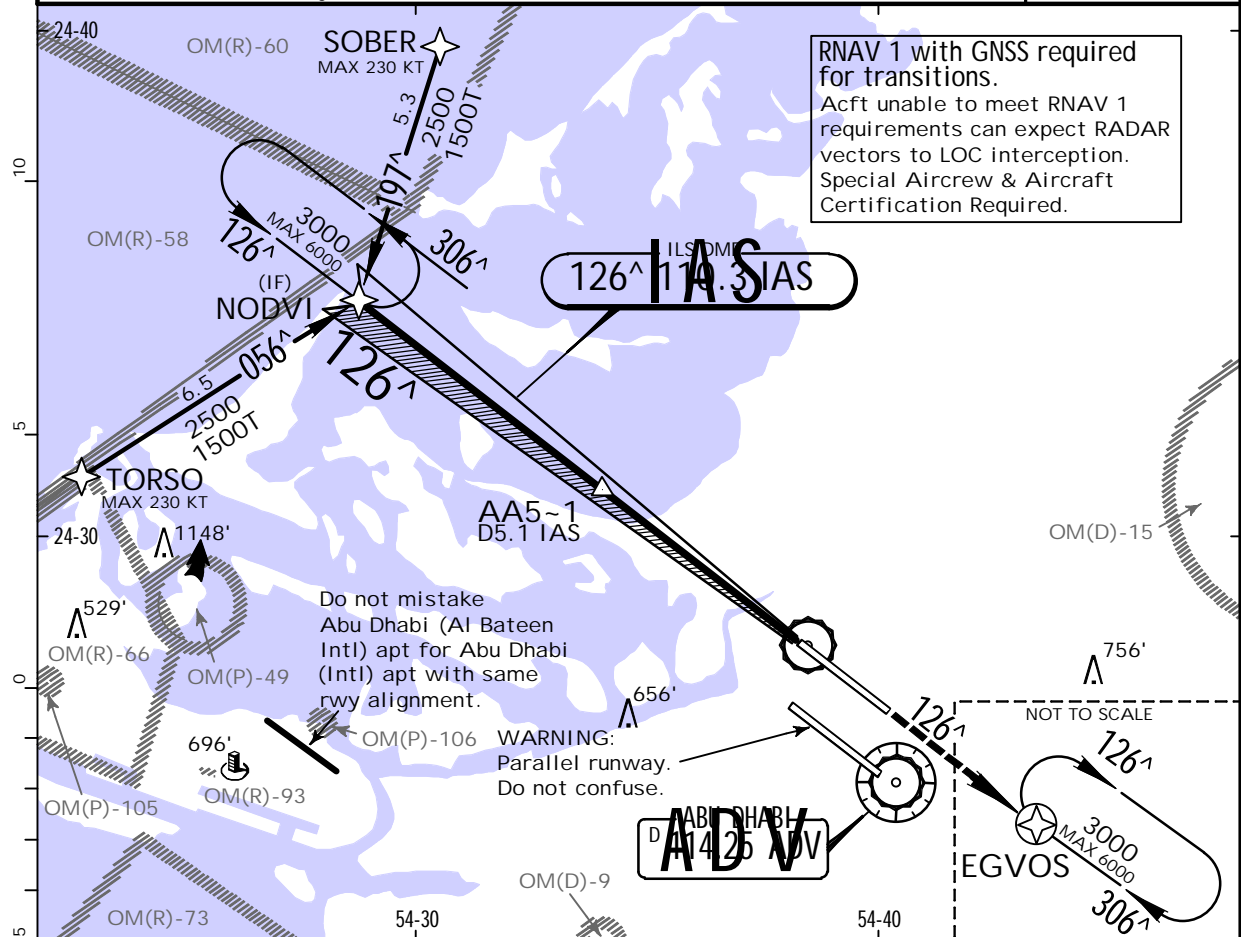 24-40
OM(R)-60
SOBER
MAX 230 KT
5.3
2500
1500T
197^
RNAV 1 with GNSS required
for transitions.
Acft unable to meet RNAV 1
requirements can expect RADAR
vectors to LOC interception.
Special Aircrew & Aircraft
Certification Required.
10
OM(R)-58
126^
3000
MAX 6000
306^
(IF)
NODVI
ILS DME
126^ 110.3 IAS
IAS
056^
6.5
2500
1500T
126^
5
TORSO
MAX 230 KT
AA5~1
D5.1 IAS
OM(D)-15
24-30
1148'
529'
OM(R)-66
OM(P)-49
Do not mistake
Abu Dhabi (Al Bateen
Intl) apt for Abu Dhabi
(Intl) apt with same
rwy alignment.
756'
0
656'
NOT TO SCALE
126^
126^
696'
OM(P)-106
WARNING:
Parallel runway.
Do not confuse.
OM(R)-93
OM(P)-105
ABU DHABI
D 114.25 ADV
ADV
3000
MAX 6000
EGVOS
306^
OM(D)-9
OM(R)-73
54-30
54-40
5